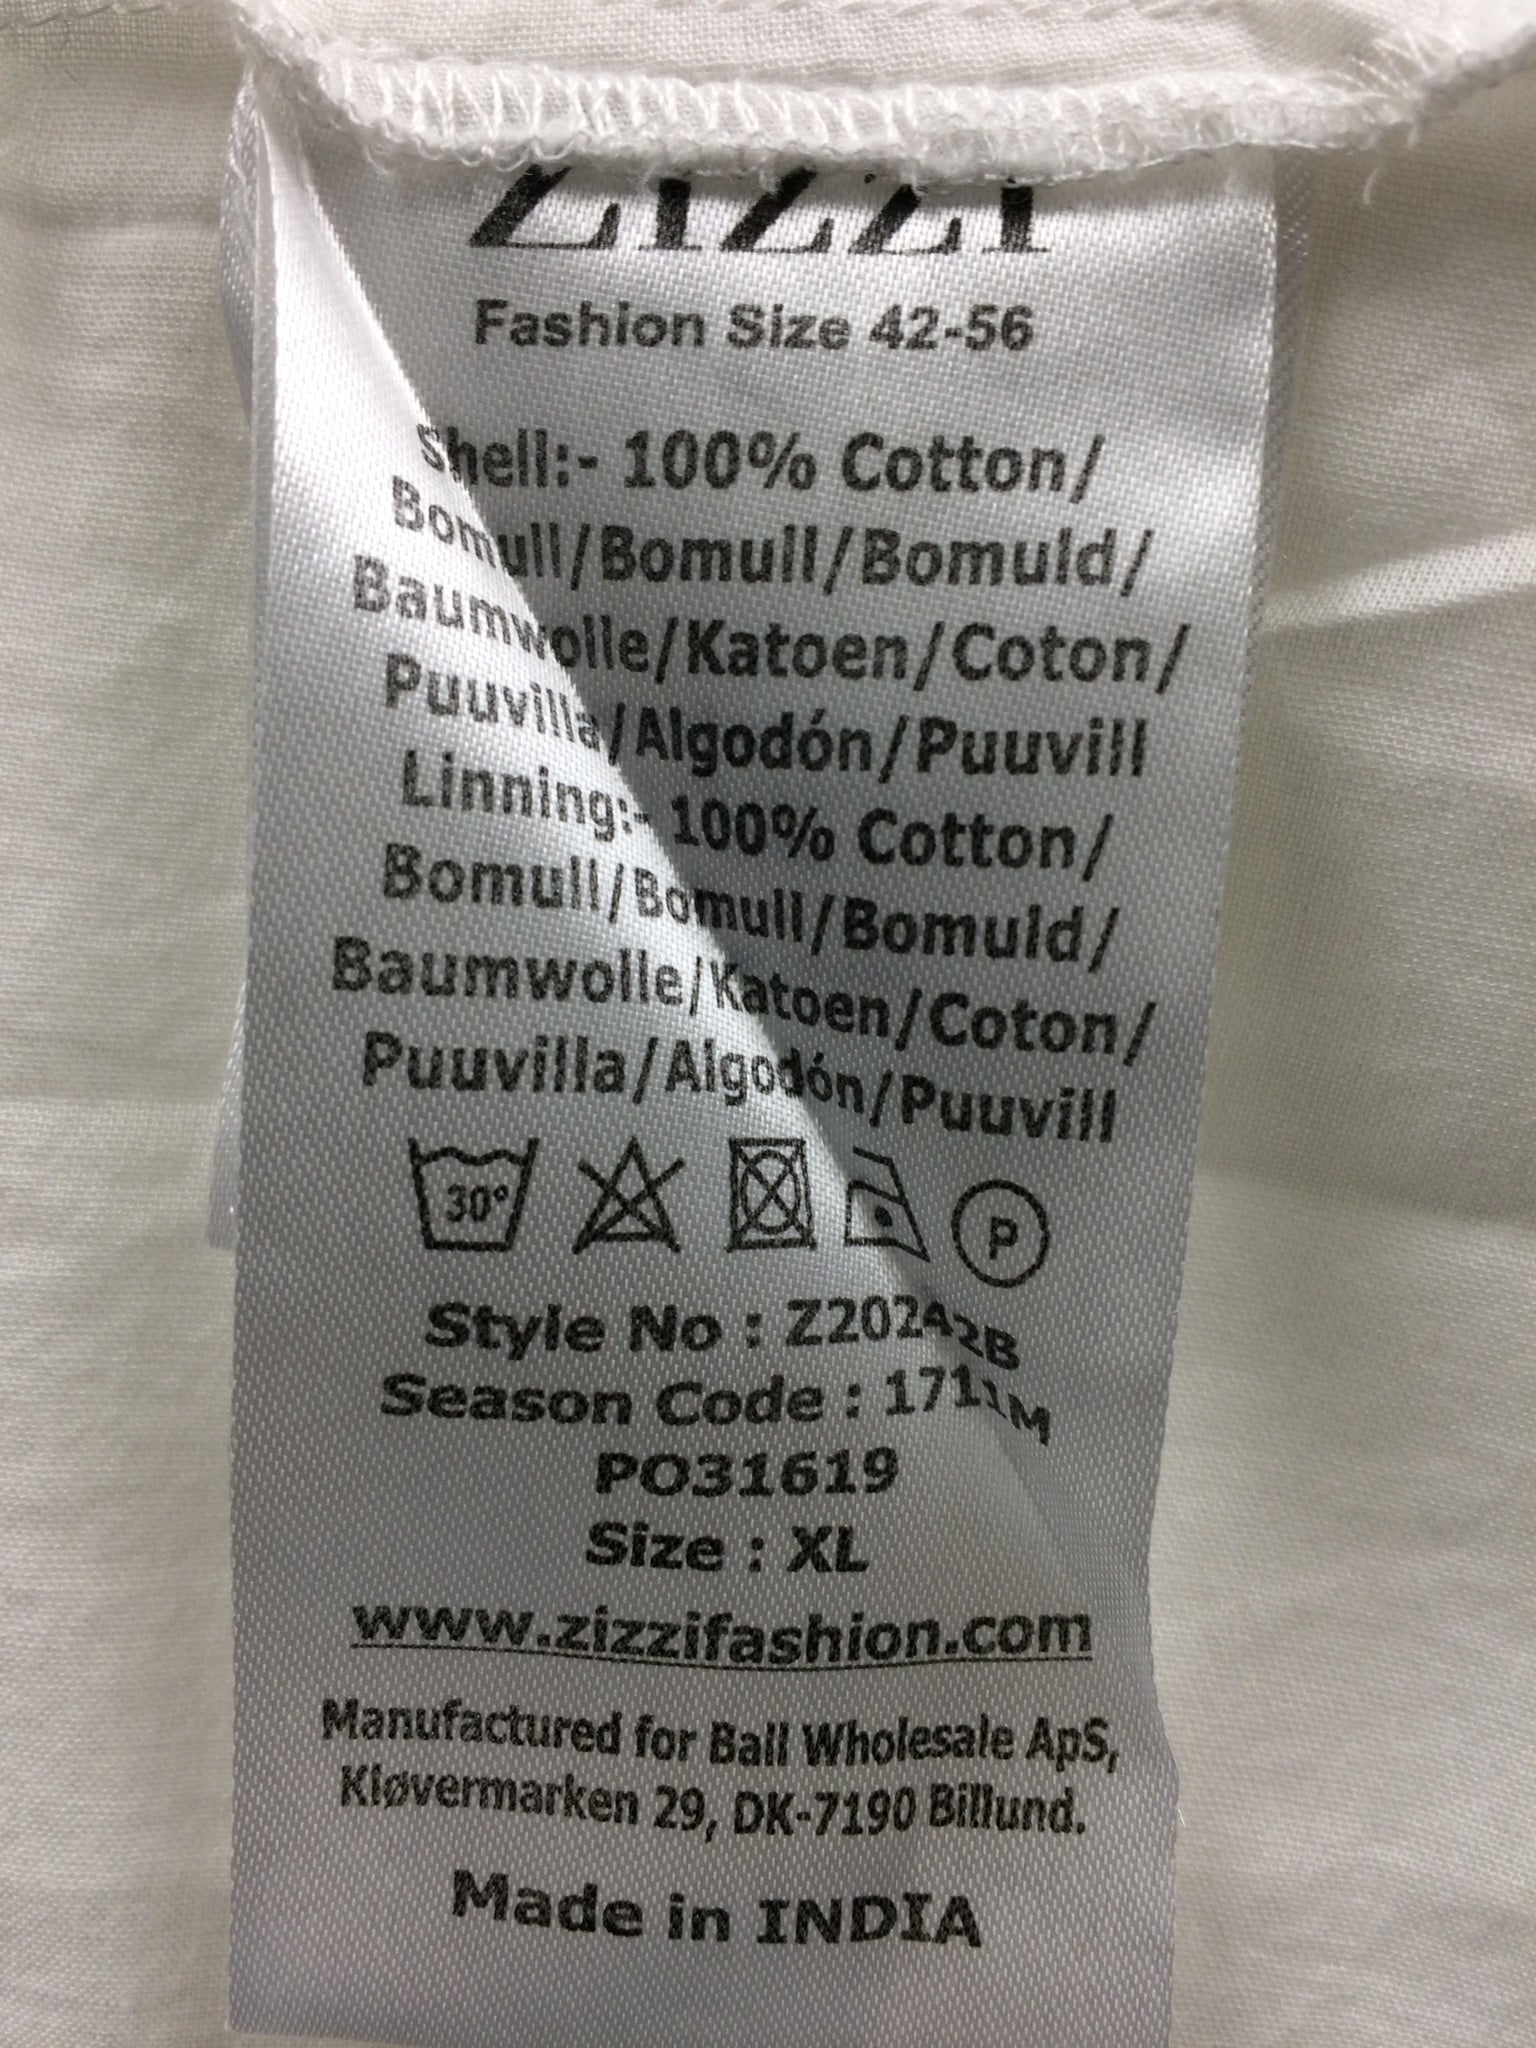 Zizzi
Fashion Size 42-56
Shell:- 100% Cotton/
Bomull/Bomull/Bomuld/
Baumwolle/Katoen/Coton/
Puuvilla/Algodón/Puuvill
Linning:- 100% Cotton/
Bomull/Bomull/Bomuld/
Baumwolle/Katoen/Coton/
Puuvilla/Algodón/Puuvill
30° P
Style No : Z20242B
Season Code : 1711M
PO31619
Size : XL
www.zizzifashion.com
Manufactured for Ball Wholesale ApS,
Kløvermarken 29, DK-7190 Billund.
Made in INDIA